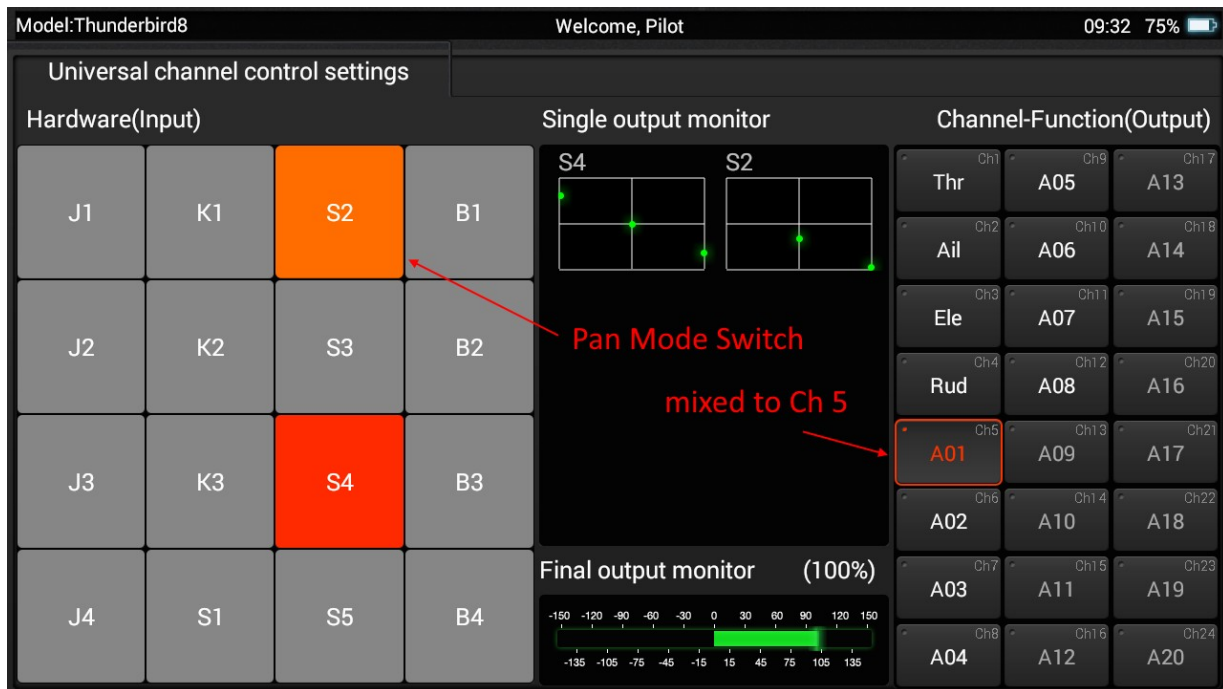 Model:Thunderbird8 Welcome, Pilot 09:32 75%
Universal channel control settings
Hardware(Input) Single output monitor Channel-Function(Output)
J1 K1 S2 B1
J2 K2 S3 B2
J3 K3 S4 B3
J4 S1 S5 B4
S4 S2
Pan Mode Switch
mixed to Ch 5
Final output monitor (100%)
-150 -120 -90 -60 -30 0 30 60 90 120 150
-135 -105 -75 -45 -15 15 45 75 105 135
Ch1 Ch9 Ch17
Thr A05 A13
Ch2 Ch10 Ch18
Ail A06 A14
Ch3 Ch11 Ch19
Ele A07 A15
Ch4 Ch12 Ch20
Rud A08 A16
Ch5 Ch13 Ch21
A01 A09 A17
Ch6 Ch14 Ch22
A02 A10 A18
Ch7 Ch15 Ch23
A03 A11 A19
Ch8 Ch16 Ch24
A04 A12 A20